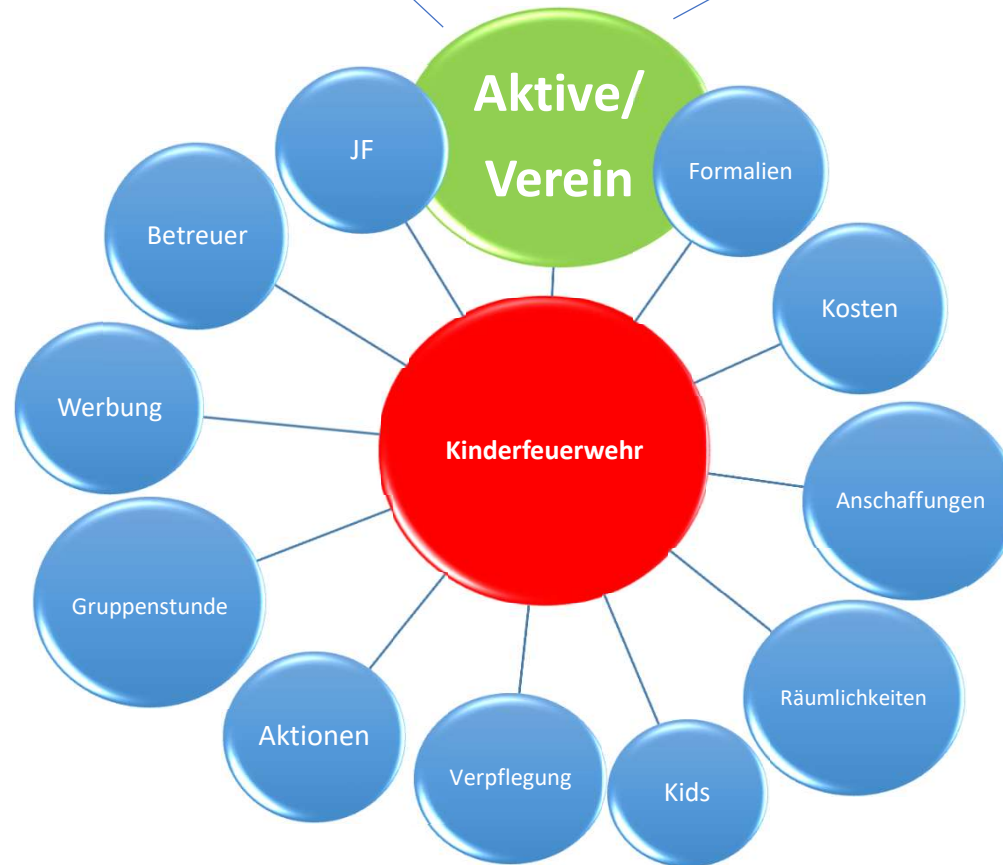 Aktive/
Verein
JF
Formalien
Betreuer
Kosten
Werbung
Kinderfeuerwehr
Anschaffungen
Gruppenstunde
Räumlichkeiten
Aktionen
Verpflegung
Kids